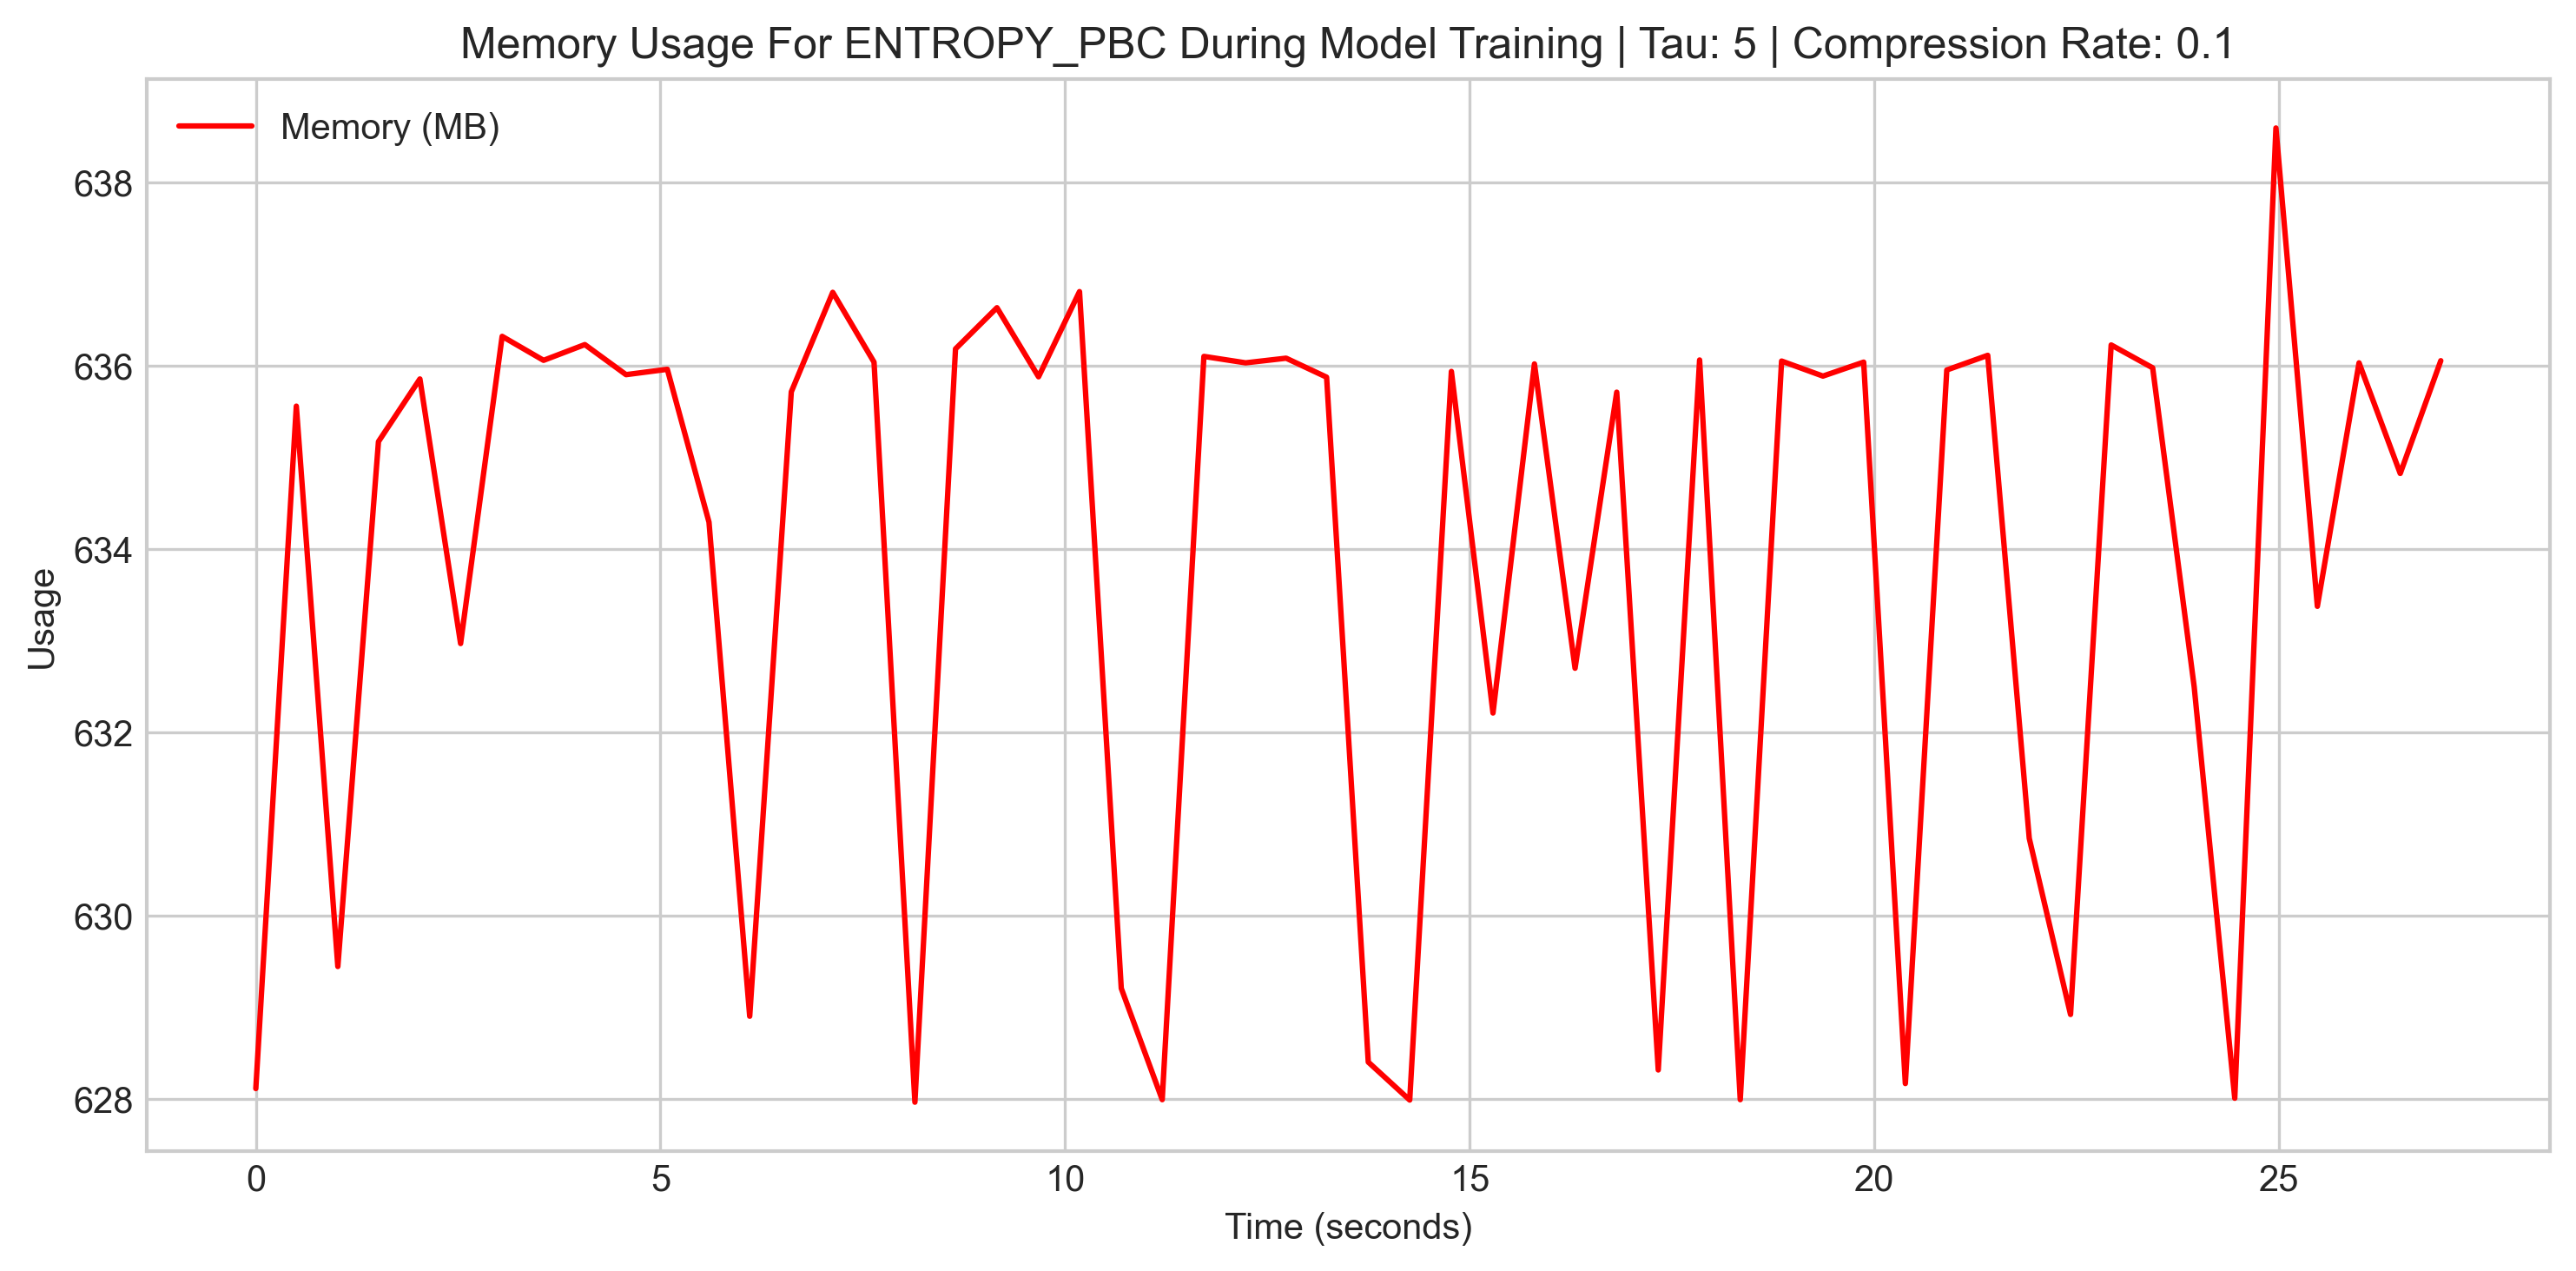 Memory Usage For ENTROPY_PBC During Model Training | Tau: 5 | Compression Rate: 0.1
Memory (MB)
638
636
634
632
630
628
Usage
0 5 10 15 20 25
Time (seconds)